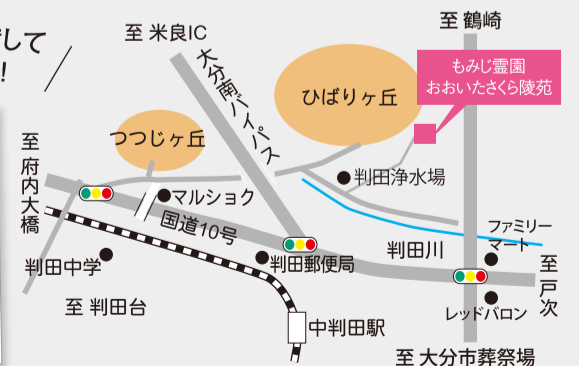 して
!
至 米良IC
至 鶴崎
大分南バイパス
ひばりヶ丘
もみじ霊園
おおいたさくら陵苑
つつじヶ丘
至 府内大橋
マルショク
判田浄水場
国道10号
ファミリー
マート
判田川
判田中学
判田郵便局
至 戸次
至 判田台
レッドバロン
中判田駅
至 大分市葬祭場